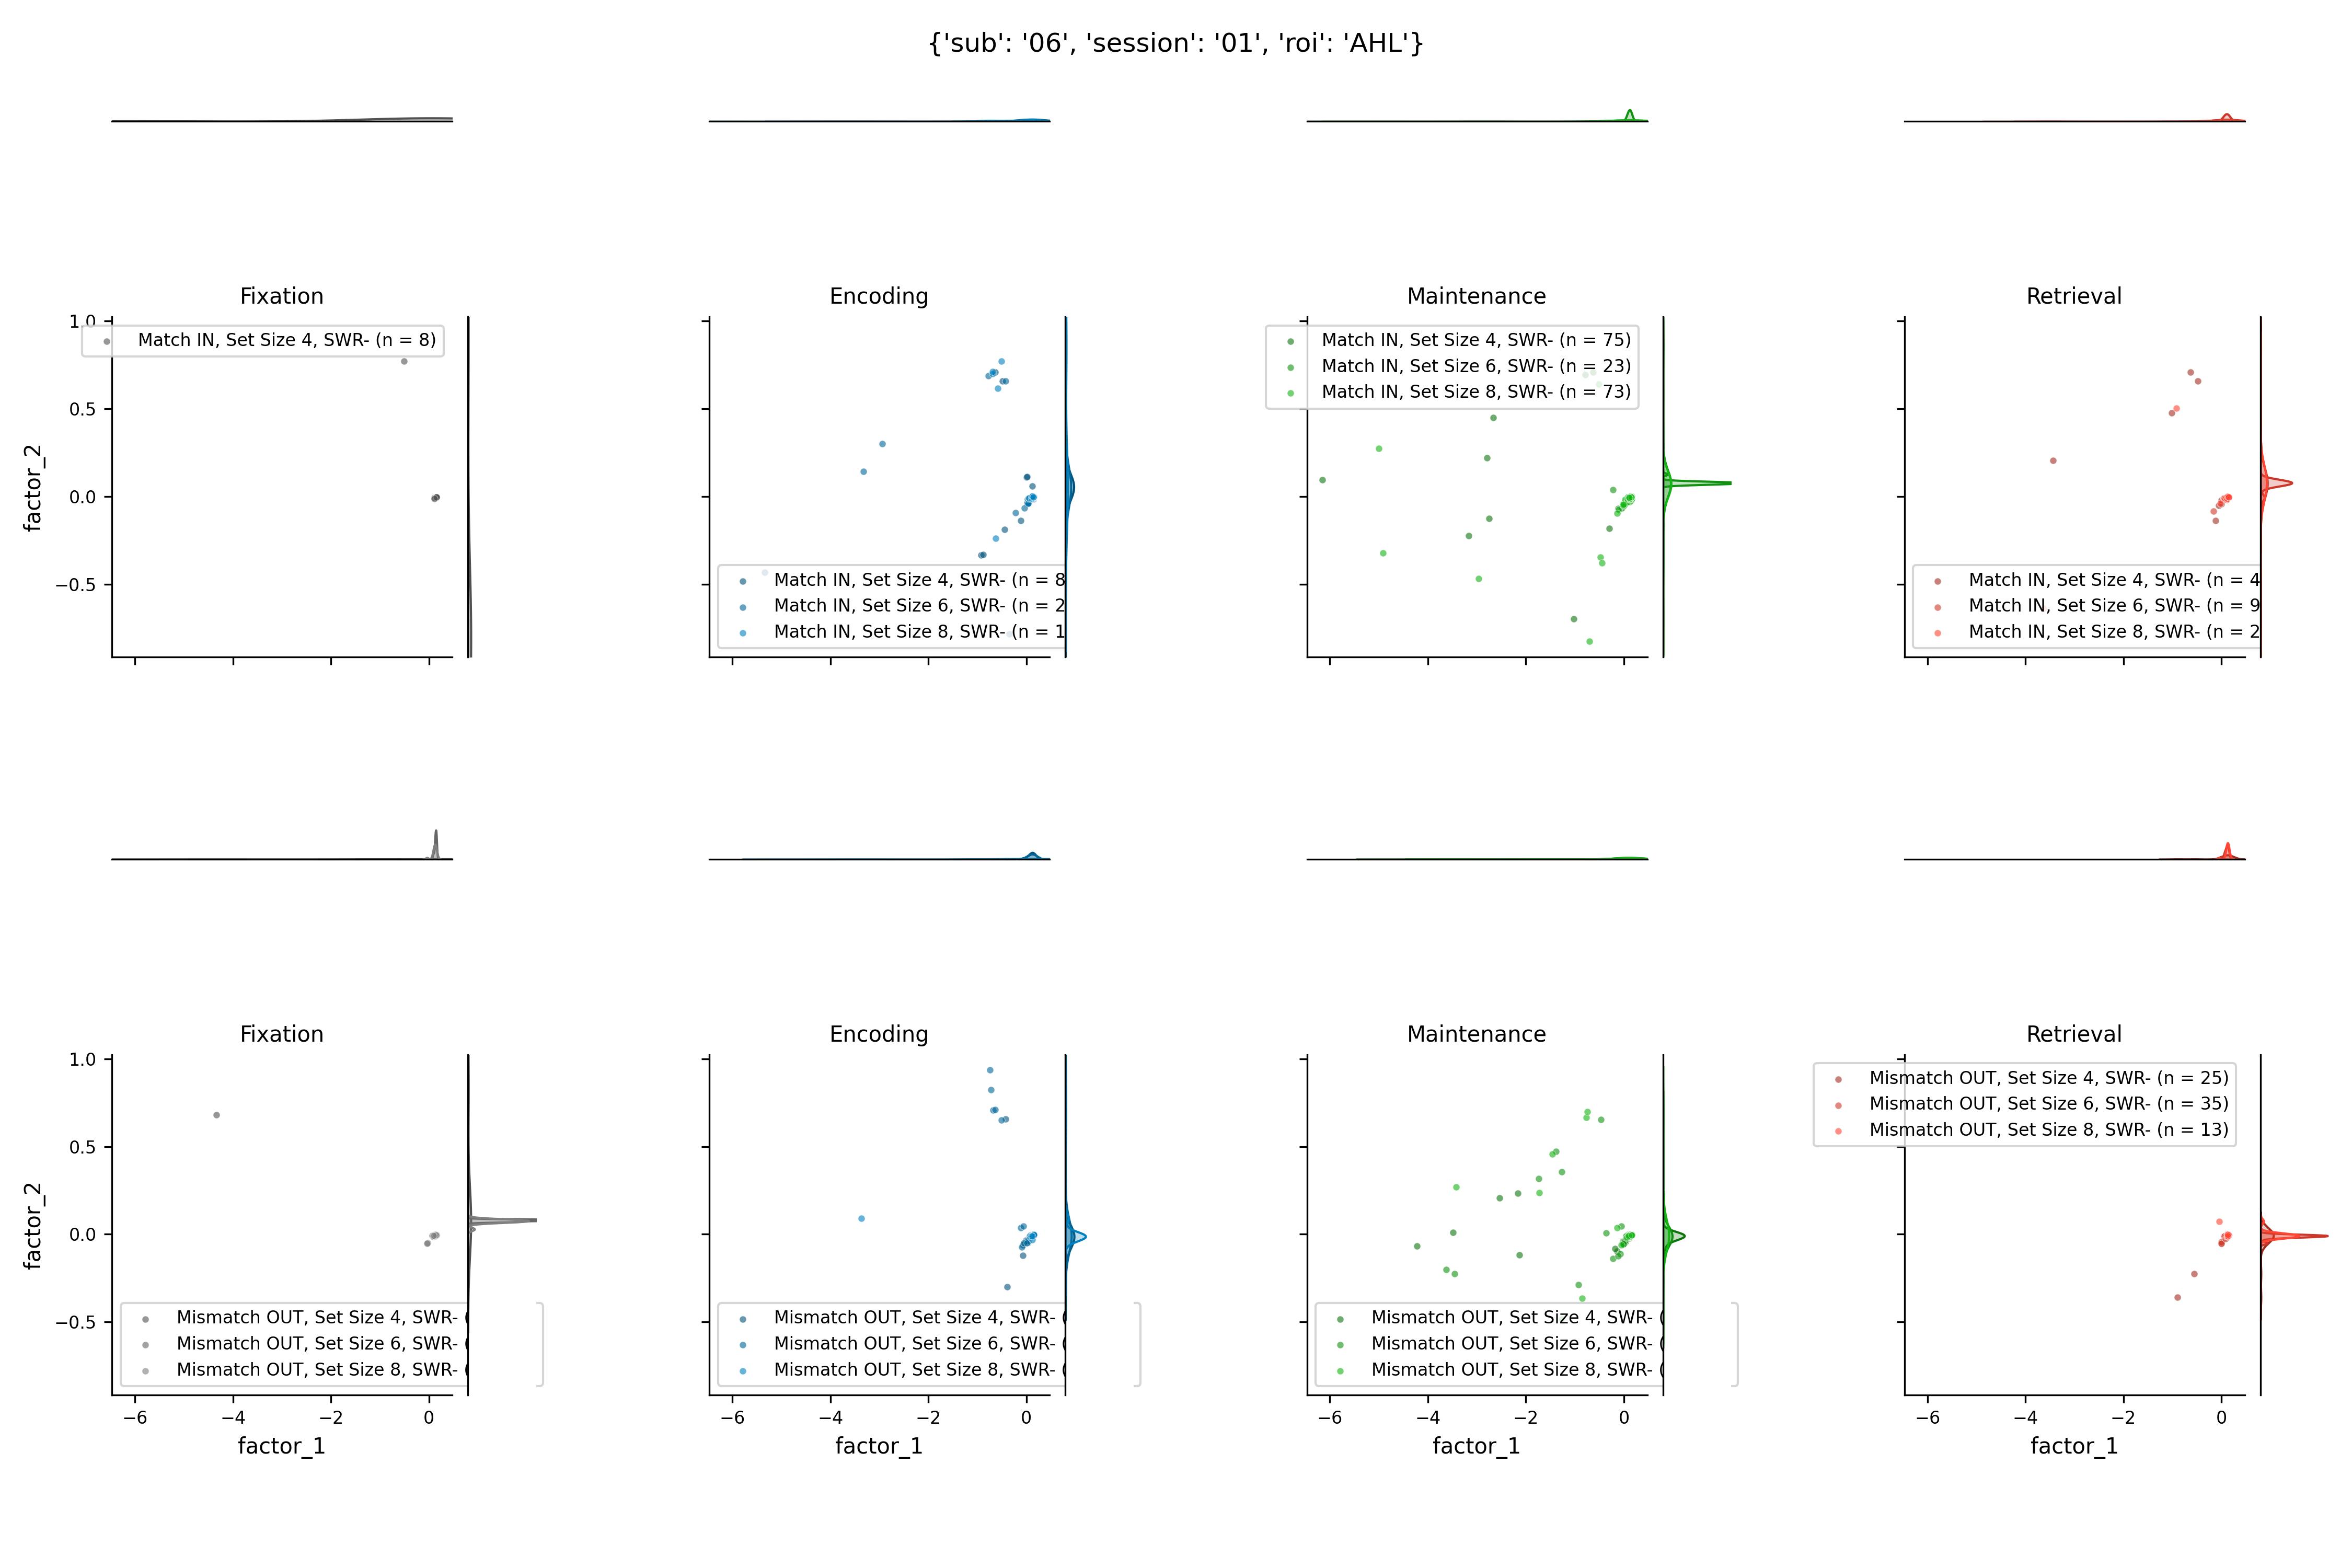 {'sub': '06', 'session': '01', 'roi': 'AHL'}
Fixation
Encoding
Maintenance
Retrieval
1.0
0.5
0.0
−0.5
factor_2
Match IN, Set Size 4, SWR- (n = 8)
Match IN, Set Size 4, SWR- (n = 8
Match IN, Set Size 6, SWR- (n = 2
Match IN, Set Size 8, SWR- (n = 1
Match IN, Set Size 4, SWR- (n = 75)
Match IN, Set Size 6, SWR- (n = 23)
Match IN, Set Size 8, SWR- (n = 73)
Match IN, Set Size 4, SWR- (n = 4
Match IN, Set Size 6, SWR- (n = 9
Match IN, Set Size 8, SWR- (n = 2
Fixation
Encoding
Maintenance
Retrieval
1.0
0.5
0.0
−0.5
factor_2
Mismatch OUT, Set Size 4, SWR- (
Mismatch OUT, Set Size 6, SWR- (
Mismatch OUT, Set Size 8, SWR- (
Mismatch OUT, Set Size 4, SWR- (
Mismatch OUT, Set Size 6, SWR- (
Mismatch OUT, Set Size 8, SWR- (
Mismatch OUT, Set Size 4, SWR- (
Mismatch OUT, Set Size 6, SWR- (
Mismatch OUT, Set Size 8, SWR- (
Mismatch OUT, Set Size 4, SWR- (n = 25)
Mismatch OUT, Set Size 6, SWR- (n = 35)
Mismatch OUT, Set Size 8, SWR- (n = 13)
−6 −4 −2 0
−6 −4 −2 0
−6 −4 −2 0
−6 −4 −2 0
factor_1
factor_1
factor_1
factor_1